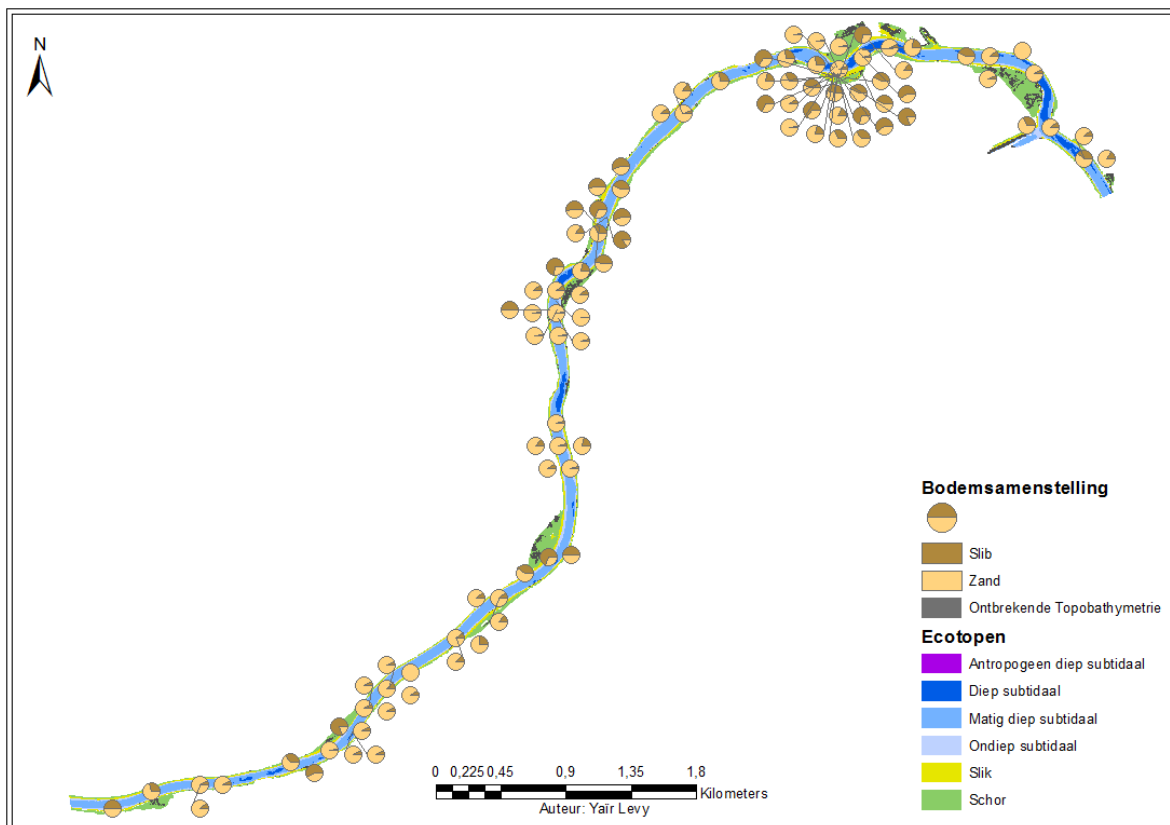 N
Bodemsamenstelling
Slib
Zand
Ontbrekende Topobathymetrie
Ecotopen
Antropogeen diep subtidaal
Diep subtidaal
Matig diep subtidaal
Ondiep subtidaal
Slik
Schor
0 0,225 0,45 0,9 1,35 1,8
Kilometers
Auteur: Yaïr Levy